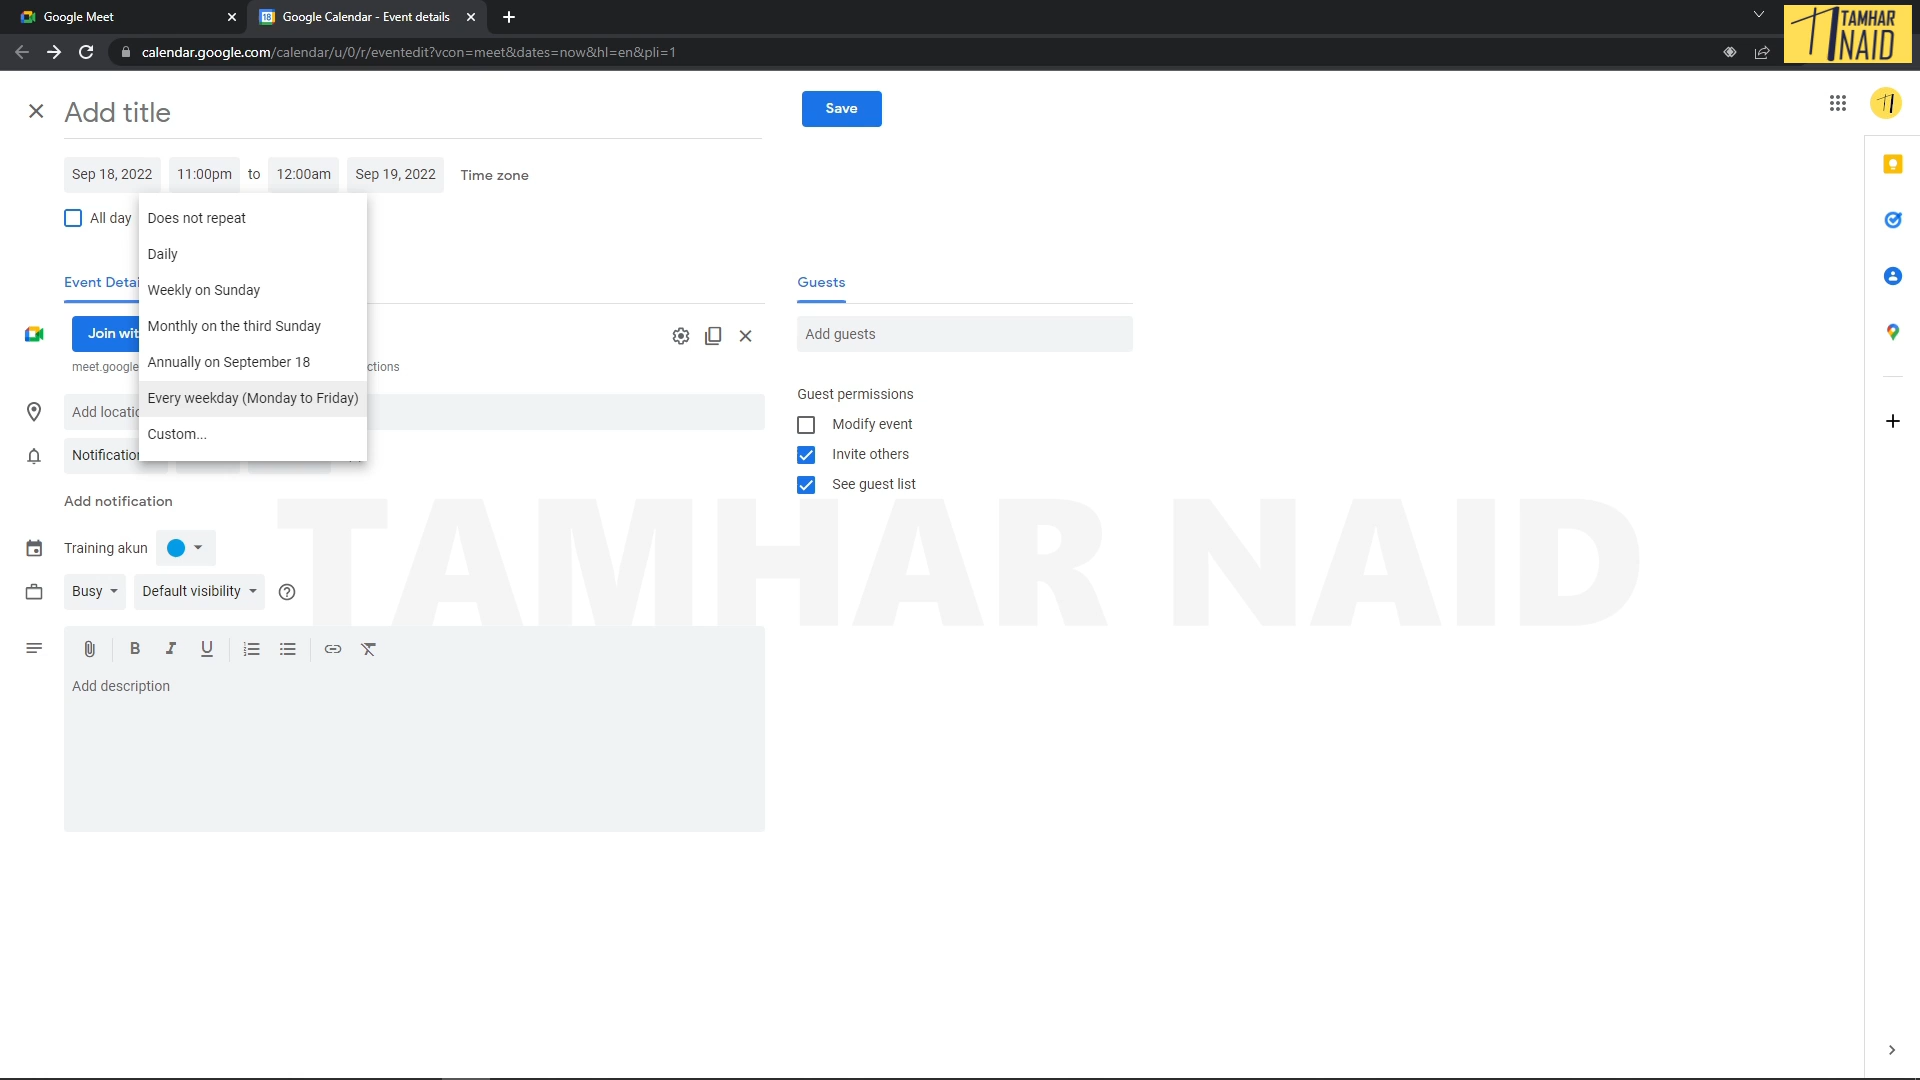 Google Meet
Google Calendar - Event details
TAMHAR
NAID
calendar.google.com/calendar/u/0/r/eventedit?vcon=meet&dates=now&hl=en&pli=1
Add title
Save
Sep 18, 2022 11:00pm to 12:00am Sep 19, 2022 Time zone
All day
Does not repeat
Daily
Weekly on Sunday
Monthly on the third Sunday
Annually on September 18
Every weekday (Monday to Friday)
Custom...
Event Detai
Join wit
meet.google
ctions
Add locatio
Notification
Add notification
Training akun
Busy Default visibility
Add description
Guests
Add guests
Guest permissions
Modify event
Invite others
See guest list
TAMHAR NAID